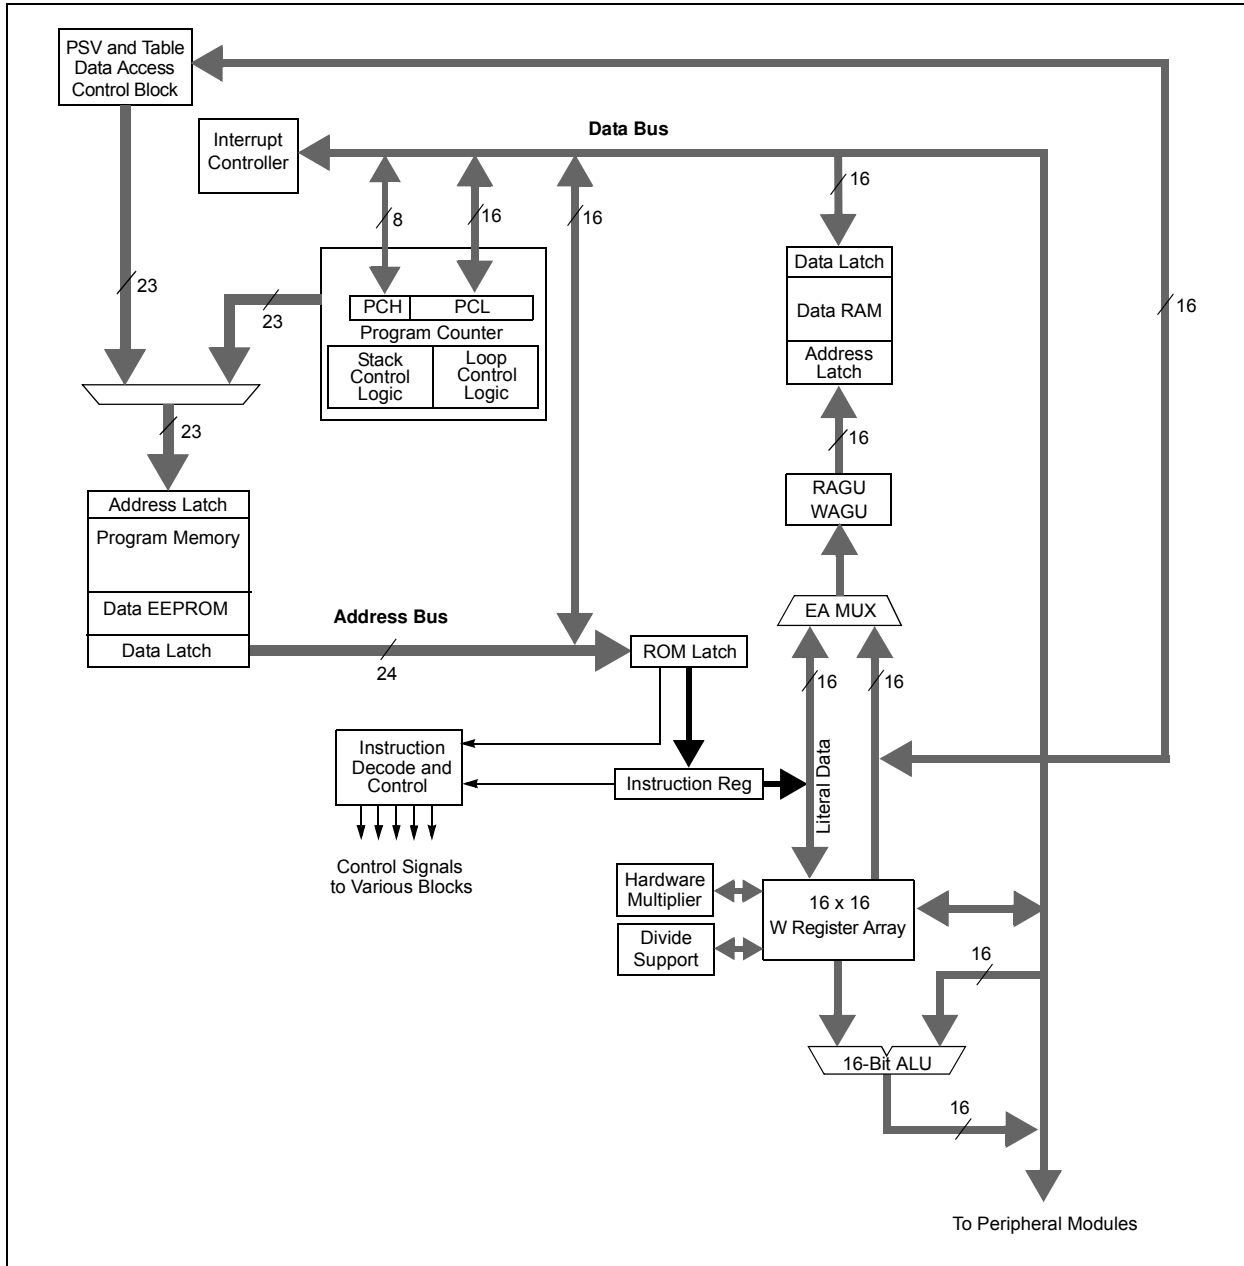 PSV and Table
Data Access
Control Block
Data Bus
Interrupt
Controller
16
8
16
16
Data Latch
23
16
PCH
PCL
Data RAM
23
Program Counter
Stack
Control
Logic
Loop
Control
Logic
Address
Latch
23
16
RAGU
WAGU
Address Latch
Program Memory
Data EEPROM
EA MUX
Address Bus
Data Latch
ROM Latch
24
16
16
Instruction
Decode and
Control
Literal Data
Instruction Reg
Control Signals
to Various Blocks
Hardware
Multiplier
16 x 16
W Register Array
Divide
Support
16
16-Bit ALU
16
To Peripheral Modules